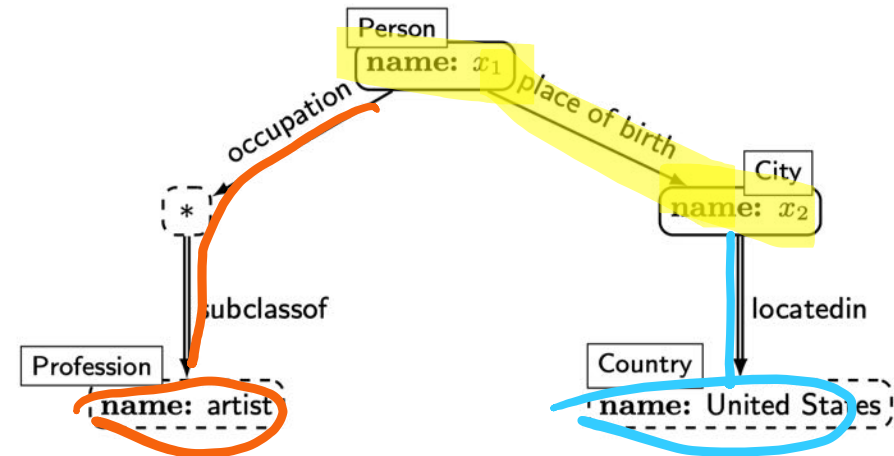 Person
name: x1
occupation
place of birth
City
*
name: x2
subclassof
locatedin
Profession
Country
name: artist
name: United States